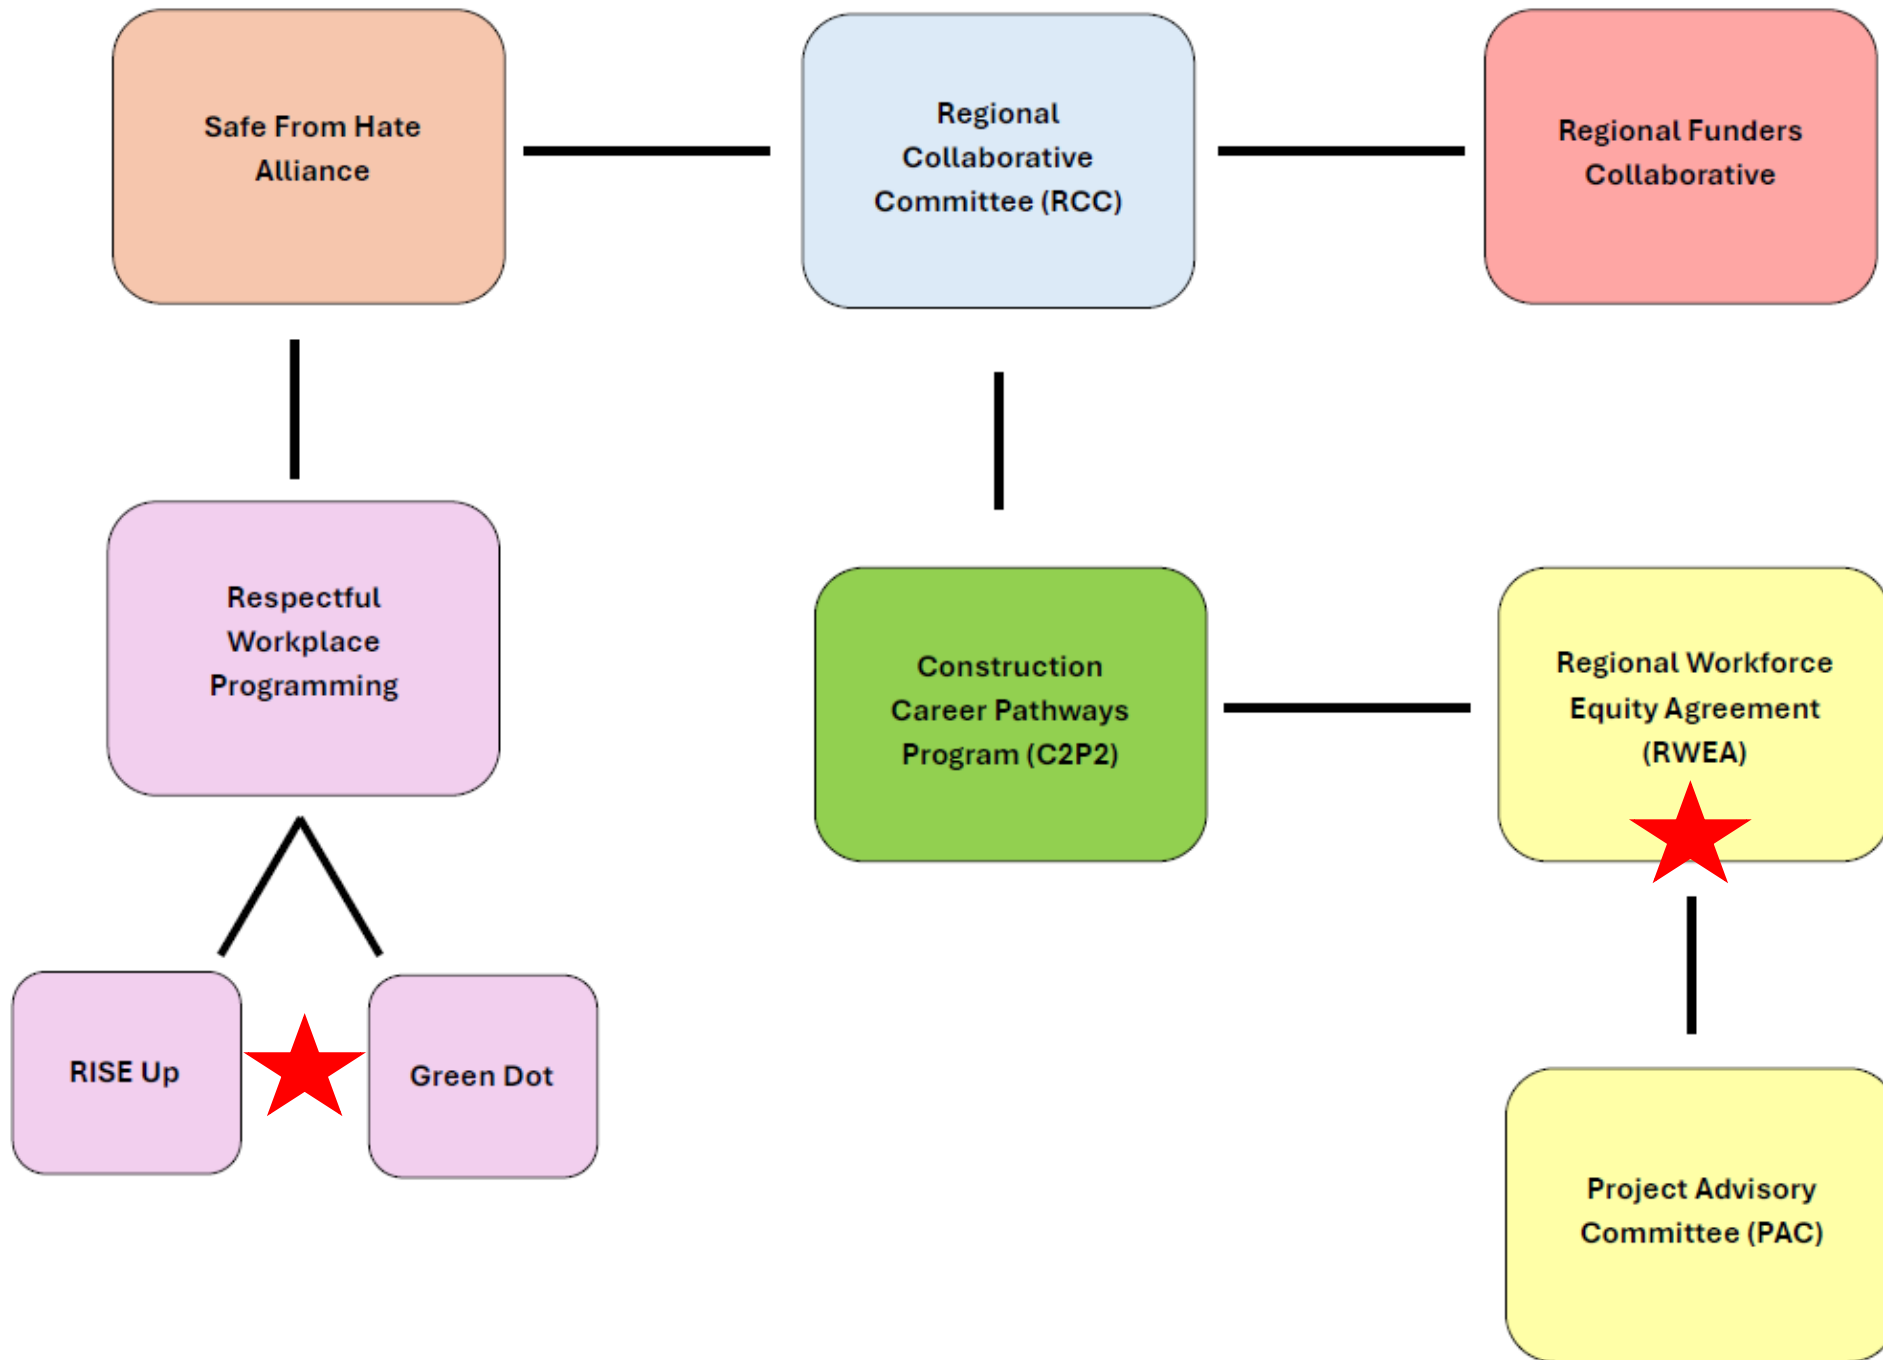 Safe From Hate
Alliance
Regional
Collaborative
Committee (RCC)
Regional Funders
Collaborative
Respectful
Workplace
Programming
Construction
Career Pathways
Program (C2P2)
Regional Workforce
Equity Agreement
(RWEA)
RISE Up
Green Dot
Project Advisory
Committee (PAC)